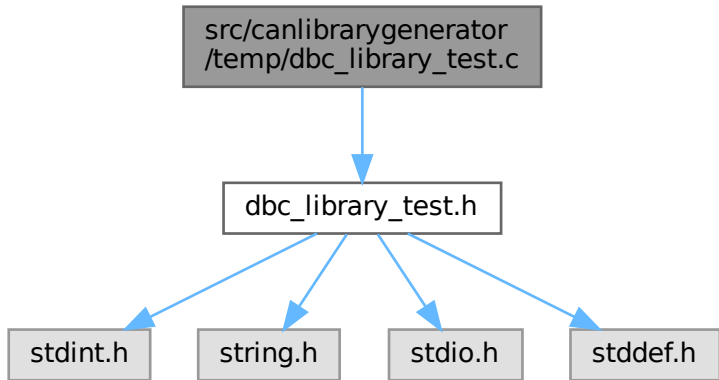 src/canlibrarygenerator
/temp/dbc_library_test.c
dbc_library_test.h
stdint.h
string.h
stdio.h
stddef.h